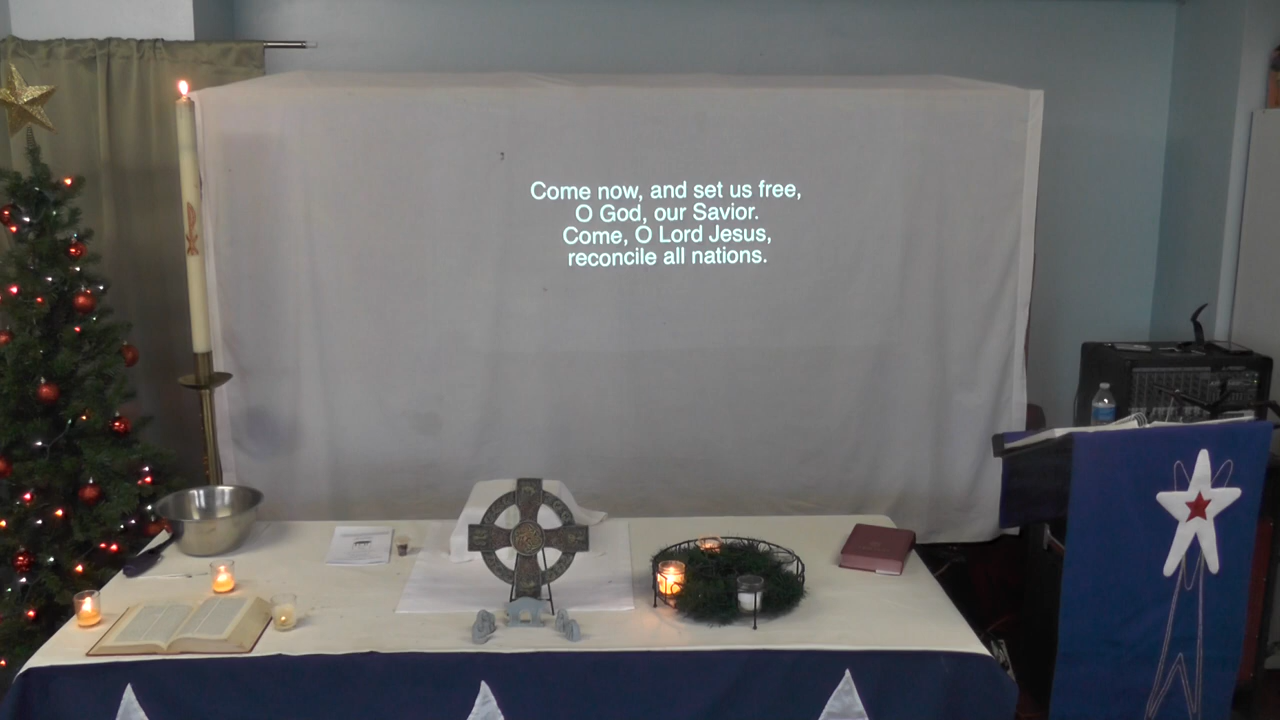 Come now, and set us free,
O God, our Savior.
Come, O Lord Jesus,
reconcile all nations.